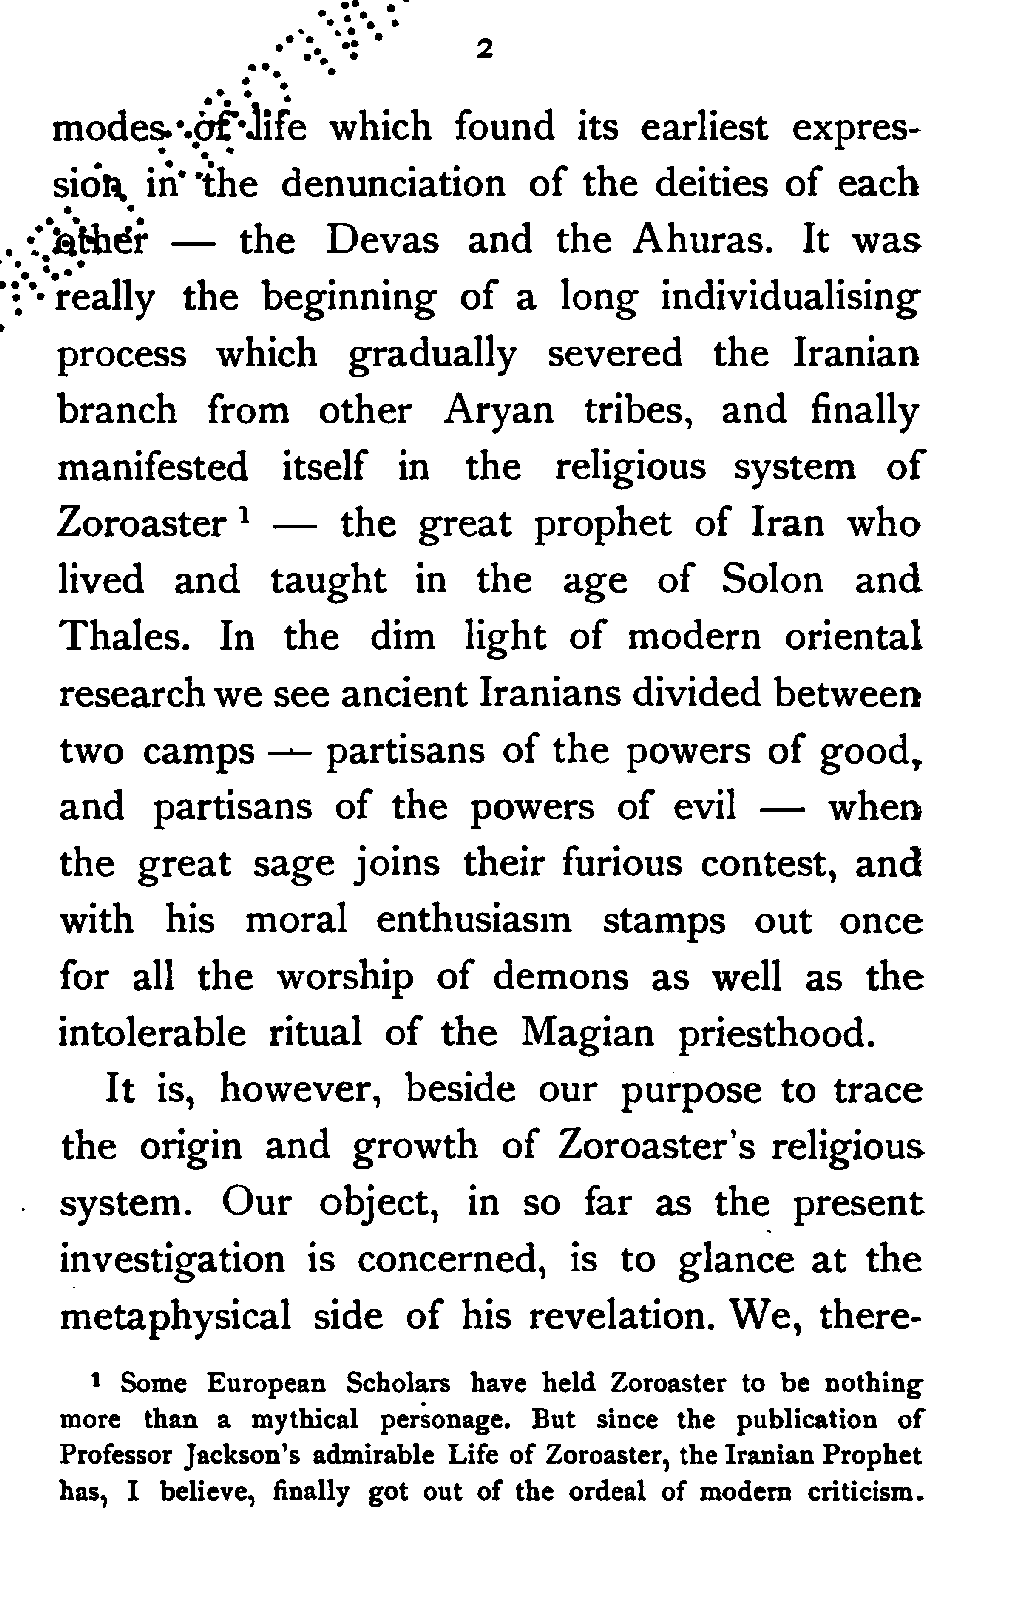 2
modes of life which found its earliest expres-
sion in the denunciation of the deities of each
other — the Devas and the Ahuras. It was
really the beginning of a long individualising
process which gradually severed the Iranian
branch from other Aryan tribes, and finally
manifested itself in the religious system of
Zoroaster ¹ — the great prophet of Iran who
lived and taught in the age of Solon and
Thales. In the dim light of modern oriental
research we see ancient Iranians divided between
two camps — partisans of the powers of good,
and partisans of the powers of evil — when
the great sage joins their furious contest, and
with his moral enthusiasm stamps out once
for all the worship of demons as well as the
intolerable ritual of the Magian priesthood.
It is, however, beside our purpose to trace
the origin and growth of Zoroaster's religious
system. Our object, in so far as the present
investigation is concerned, is to glance at the
metaphysical side of his revelation. We, there-
¹ Some European Scholars have held Zoroaster to be nothing
more than a mythical personage. But since the publication of
Professor Jackson's admirable Life of Zoroaster, the Iranian Prophet
has, I believe, finally got out of the ordeal of modern criticism.